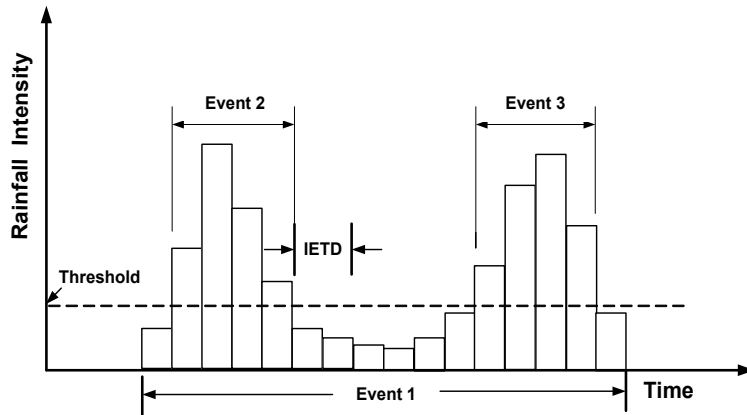 Rainfall Intensity
Event 2
Event 3
IETD
Threshold
Event 1
Time